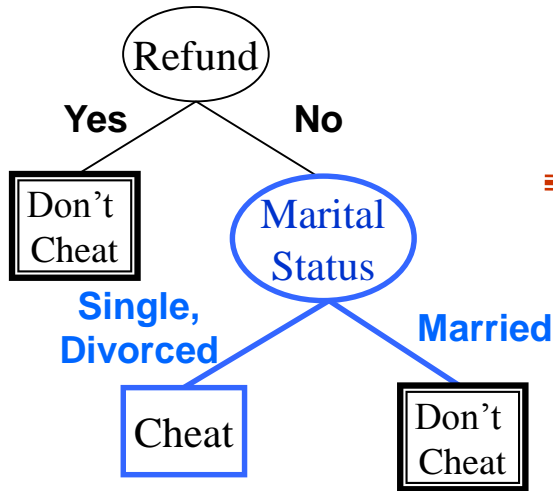 Refund
Yes
No
Don’t
Cheat
Marital
Status
Single,
Divorced
Married
Cheat
Don’t
Cheat